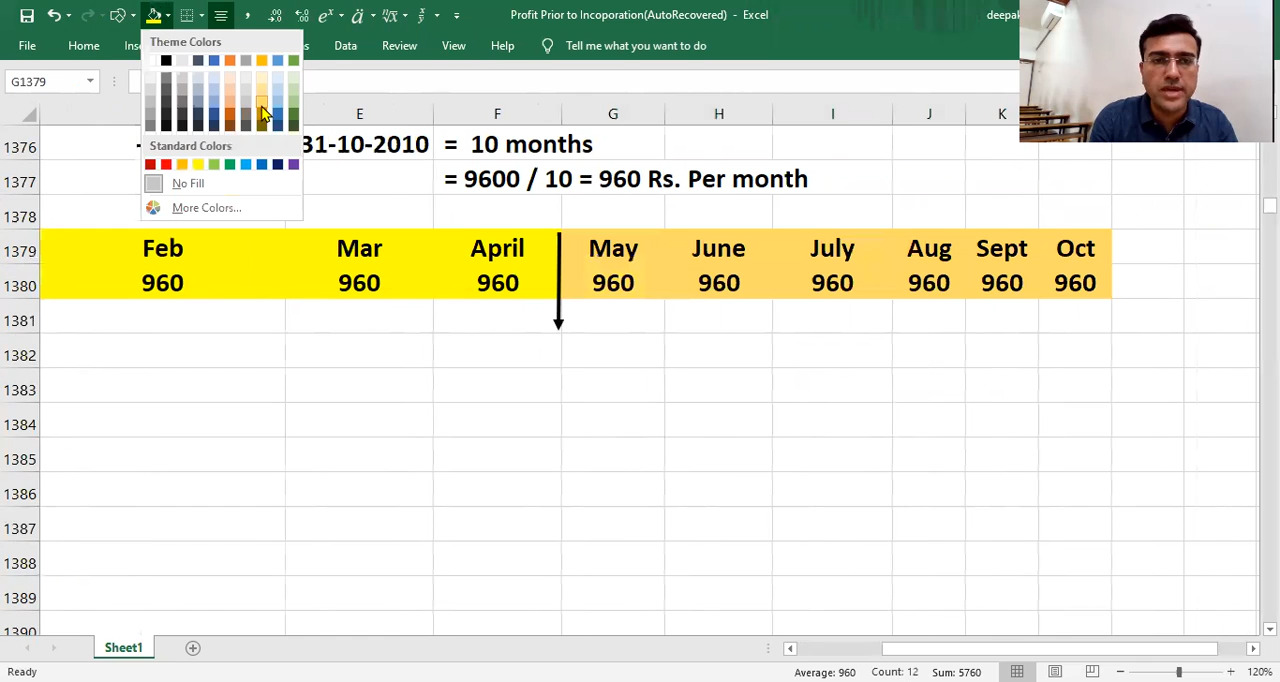 Profit Prior to Incoporation(AutoRecovered) - Excel
deepak
File Home Ins Data Review View Help Tell me what you want to do
Theme Colors
G1379
D E F G H I J K
Standard Colors
No Fill
More Colors...
1376 31-10-2010 = 10 months
1377 = 9600 / 10 = 960 Rs. Per month
1378
1379 Feb Mar April May June July Aug Sept Oct
1380 960 960 960 960 960 960 960 960 960
1381
1382
1383
1384
1385
1386
1387
1388
1389
1390
Sheet1
Ready Average: 960 Count: 12 Sum: 5760 120%